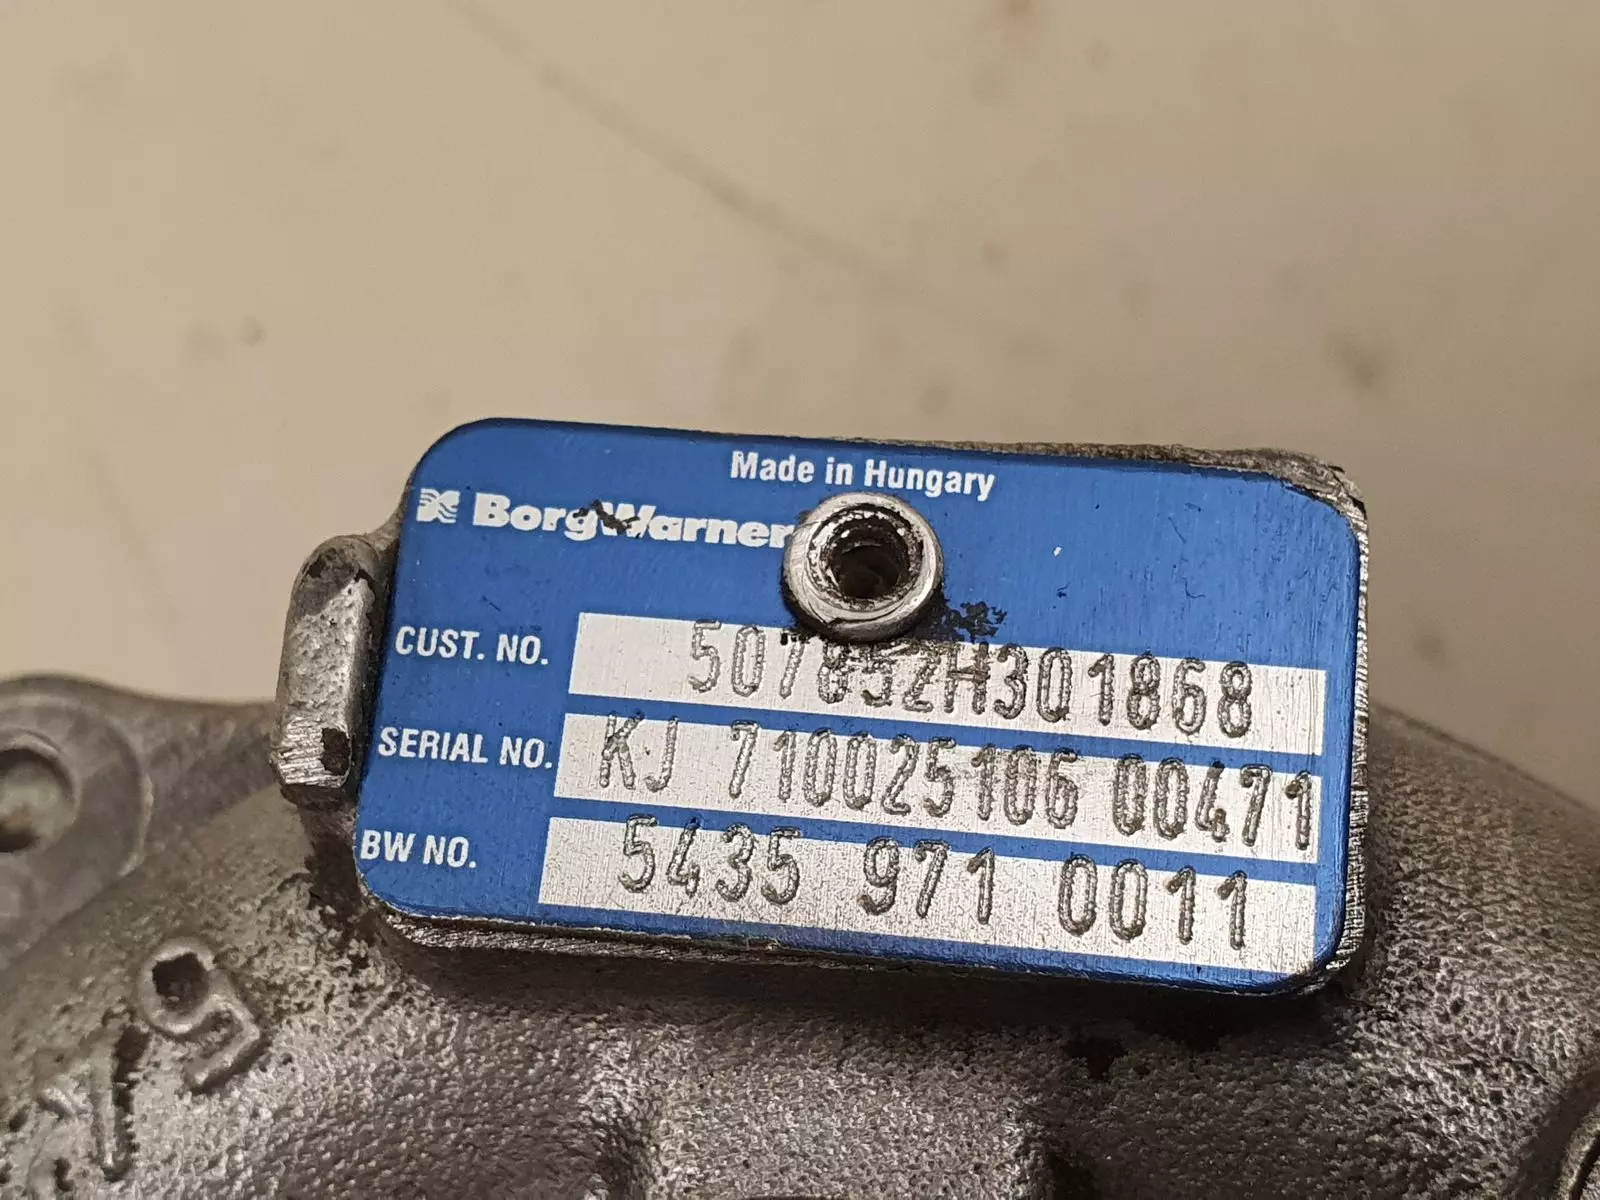 Made in Hungary
BorgWarner
CUST. NO. 507852H301868
SERIAL NO. KJ 710025106 00471
BW NO. 5435 971 0011